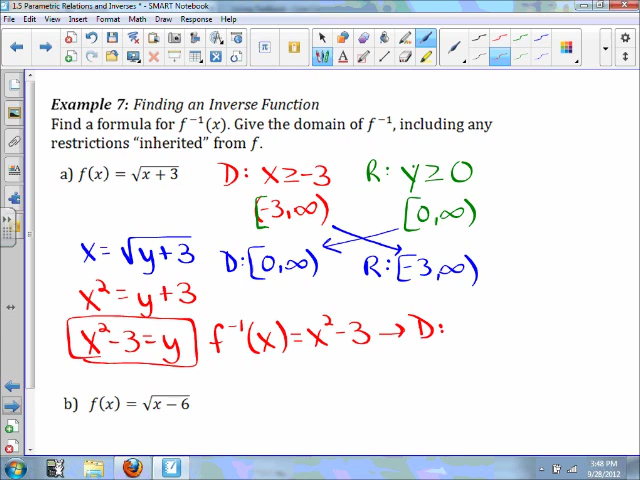 1.5 Parametric Relations and Inverses * - SMART Notebook
File Edit View Insert Format Tools Math Draw Response Help
Example 7: Finding an Inverse Function
Find a formula for f⁻¹(x). Give the domain of f⁻¹, including any
restrictions “inherited” from f.
a) f(x) = √(x + 3) D: x ≥ -3 R: y ≥ 0
[-3, ∞) [0, ∞)
x = √(y + 3) D: [0, ∞) R: [-3, ∞)
x² = y + 3
x² - 3 = y f⁻¹(x) = x² - 3 → D:
b) f(x) = √(x − 6)
3:48 PM
9/28/2012